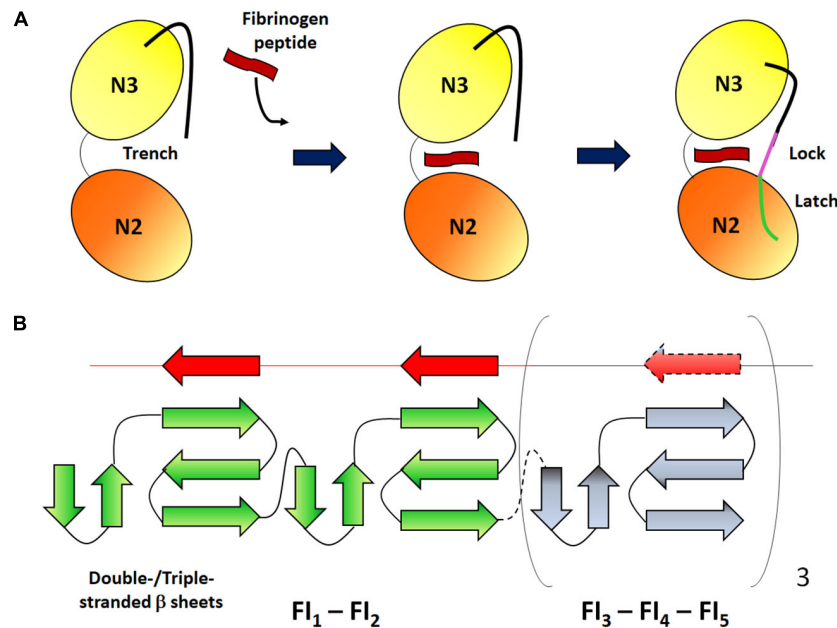 A
Fibrinogen
peptide
N3
N3
N3
Trench
Lock
N2
N2
N2
Latch
B
3
Double-/Triple-
stranded β sheets
FI₁ – FI₂
FI₃ – FI₄ – FI₅